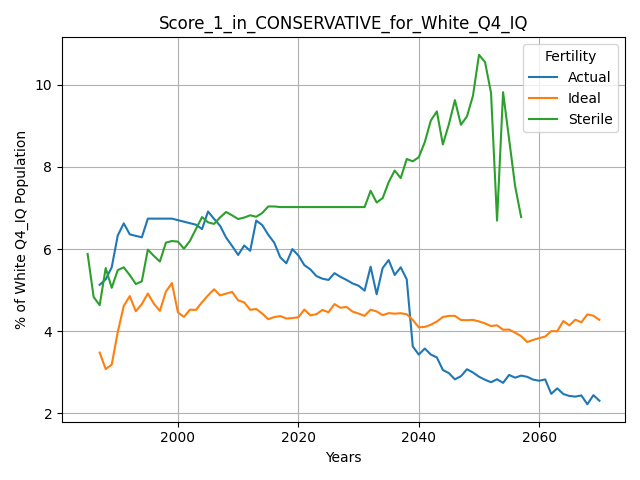 Score_1_in_CONSERVATIVE_for_White_Q4_IQ
% of White Q4_IQ Population
10
8
6
4
2
Fertility
Actual
Ideal
Sterile
2000
2020
2040
2060
Years